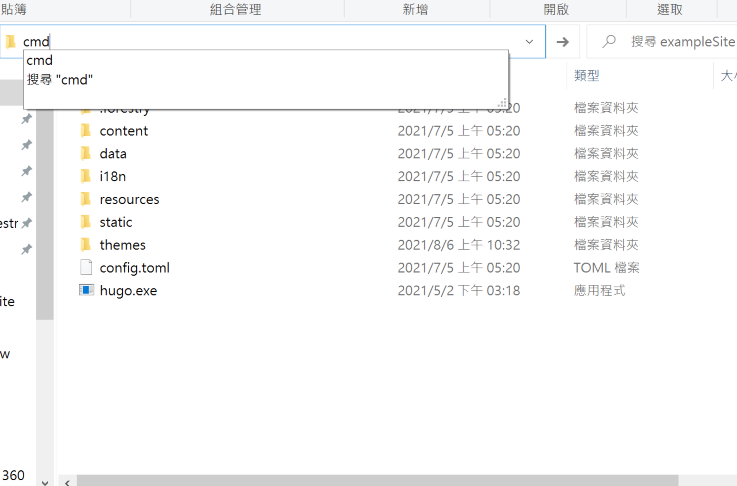 貼簿 組合管理 新增 開啟 選取
cmd 搜尋 exampleSite
cmd
搜尋 "cmd"
類型
.forestry 2021/7/5 上午 05:20 檔案資料夾
content 2021/7/5 上午 05:20 檔案資料夾
data 2021/7/5 上午 05:20 檔案資料夾
i18n 2021/7/5 上午 05:20 檔案資料夾
resources 2021/7/5 上午 05:20 檔案資料夾
static 2021/7/5 上午 05:20 檔案資料夾
themes 2021/8/6 上午 10:32 檔案資料夾
config.toml 2021/7/5 上午 05:20 TOML 檔案
hugo.exe 2021/5/2 下午 03:18 應用程式
estr
ite
w
360